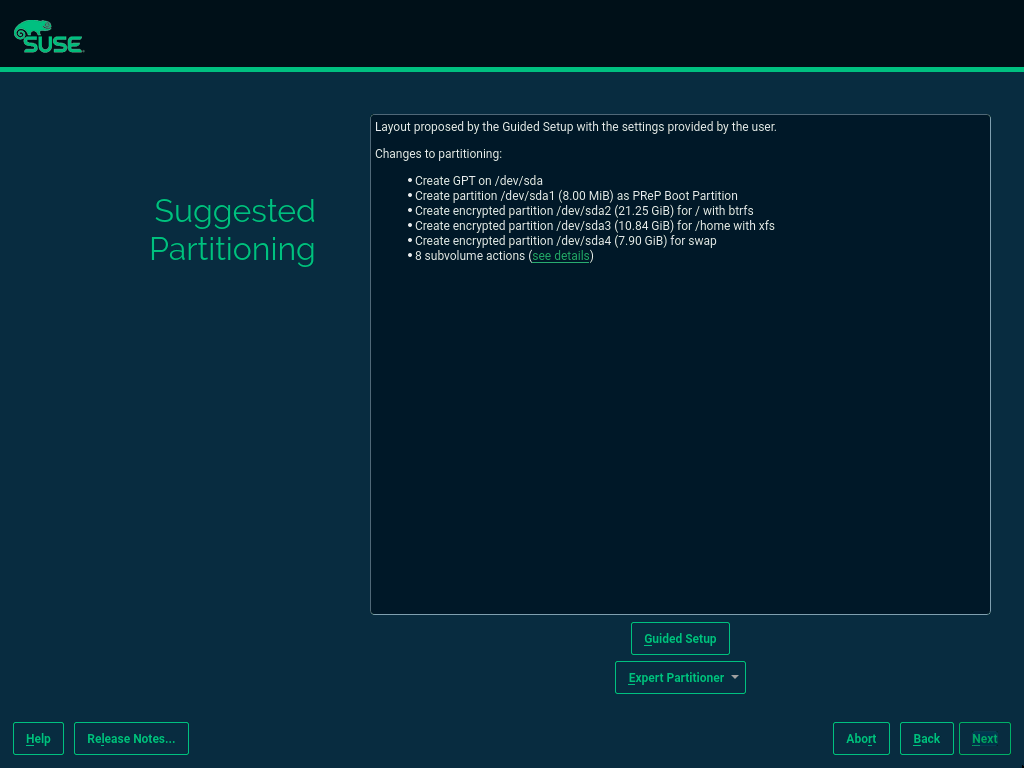 SUSE
Suggested
Partitioning
Layout proposed by the Guided Setup with the settings provided by the user.
Changes to partitioning:
• Create GPT on /dev/sda
• Create partition /dev/sda1 (8.00 MiB) as PReP Boot Partition
• Create encrypted partition /dev/sda2 (21.25 GiB) for / with btrfs
• Create encrypted partition /dev/sda3 (10.84 GiB) for /home with xfs
• Create encrypted partition /dev/sda4 (7.90 GiB) for swap
• 8 subvolume actions (see details)
Guided Setup
Expert Partitioner
Help
Release Notes...
Abort
Back
Next